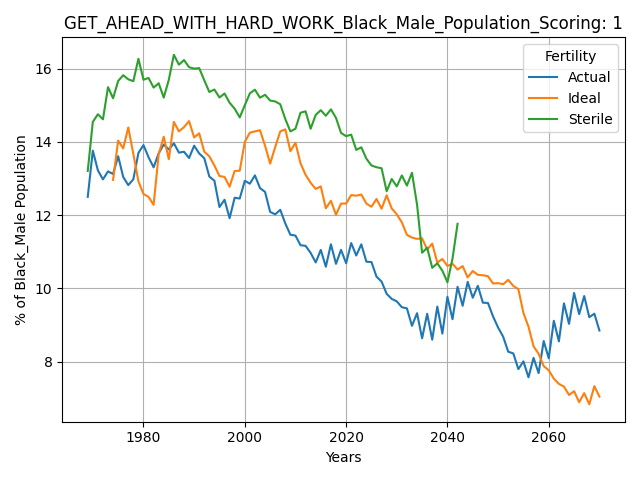 GET_AHEAD_WITH_HARD_WORK_Black_Male_Population_Scoring: 1
Fertility
Actual
Ideal
Sterile
% of Black_Male Population
16
14
12
10
8
1980 2000 2020 2040 2060
Years